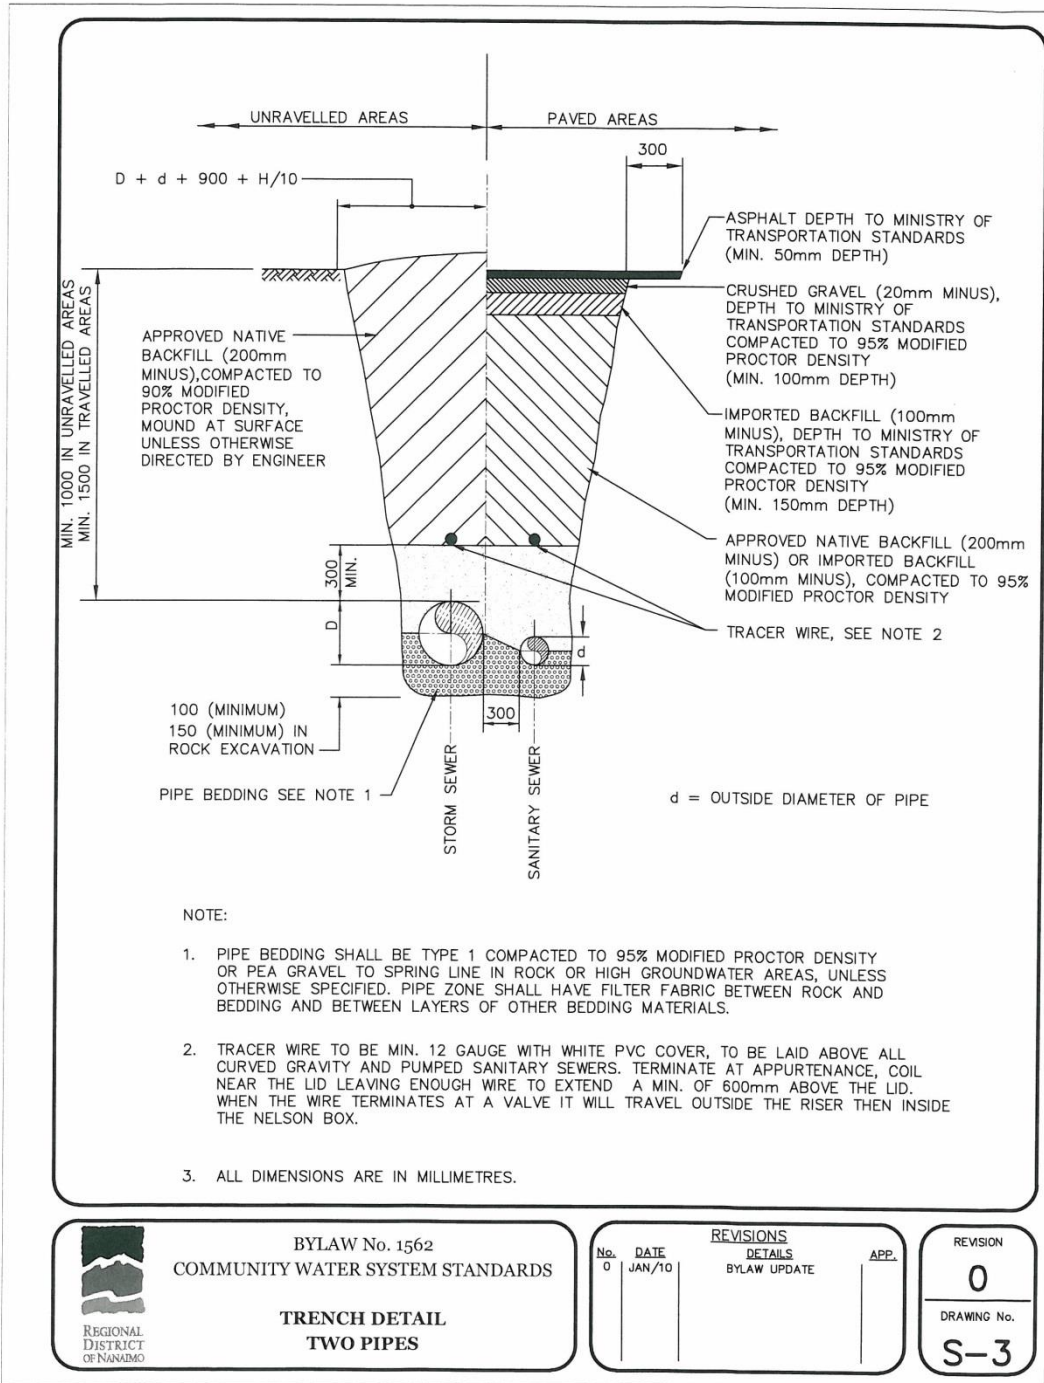 UNRAVELLED AREAS
PAVED AREAS
300
D + d + 900 + H/10
ASPHALT DEPTH TO MINISTRY OF
TRANSPORTATION STANDARDS
(MIN. 50mm DEPTH)
CRUSHED GRAVEL (20mm MINUS),
DEPTH TO MINISTRY OF
TRANSPORTATION STANDARDS
COMPACTED TO 95% MODIFIED
PROCTOR DENSITY
(MIN. 100mm DEPTH)
MIN. 1000 IN UNRAVELLED AREAS
MIN. 1500 IN TRAVELLED AREAS
APPROVED NATIVE
BACKFILL (200mm
MINUS),COMPACTED TO
90% MODIFIED
PROCTOR DENSITY,
MOUND AT SURFACE
UNLESS OTHERWISE
DIRECTED BY ENGINEER
IMPORTED BACKFILL (100mm
MINUS), DEPTH TO MINISTRY OF
TRANSPORTATION STANDARDS
COMPACTED TO 95% MODIFIED
PROCTOR DENSITY
(MIN. 150mm DEPTH)
APPROVED NATIVE BACKFILL (200mm
MINUS) OR IMPORTED BACKFILL
(100mm MINUS), COMPACTED TO 95%
MODIFIED PROCTOR DENSITY
300
MIN.
D
TRACER WIRE, SEE NOTE 2
d
100 (MINIMUM)
150 (MINIMUM) IN
ROCK EXCAVATION
300
PIPE BEDDING SEE NOTE 1
STORM SEWER
SANITARY SEWER
d = OUTSIDE DIAMETER OF PIPE
NOTE:
1. PIPE BEDDING SHALL BE TYPE 1 COMPACTED TO 95% MODIFIED PROCTOR DENSITY
OR PEA GRAVEL TO SPRING LINE IN ROCK OR HIGH GROUNDWATER AREAS, UNLESS
OTHERWISE SPECIFIED. PIPE ZONE SHALL HAVE FILTER FABRIC BETWEEN ROCK AND
BEDDING AND BETWEEN LAYERS OF OTHER BEDDING MATERIALS.
2. TRACER WIRE TO BE MIN. 12 GAUGE WITH WHITE PVC COVER, TO BE LAID ABOVE ALL
CURVED GRAVITY AND PUMPED SANITARY SEWERS. TERMINATE AT APPURTENANCE, COIL
NEAR THE LID LEAVING ENOUGH WIRE TO EXTEND A MIN. OF 600mm ABOVE THE LID.
WHEN THE WIRE TERMINATES AT A VALVE IT WILL TRAVEL OUTSIDE THE RISER THEN INSIDE
THE NELSON BOX.
3. ALL DIMENSIONS ARE IN MILLIMETRES.
REGIONAL
DISTRICT
OF NANAIMO
BYLAW No. 1562
COMMUNITY WATER SYSTEM STANDARDS
TRENCH DETAIL
TWO PIPES
REVISIONS
No. DATE DETAILS APP.
0 JAN/10 BYLAW UPDATE
REVISION
0
DRAWING No.
S-3